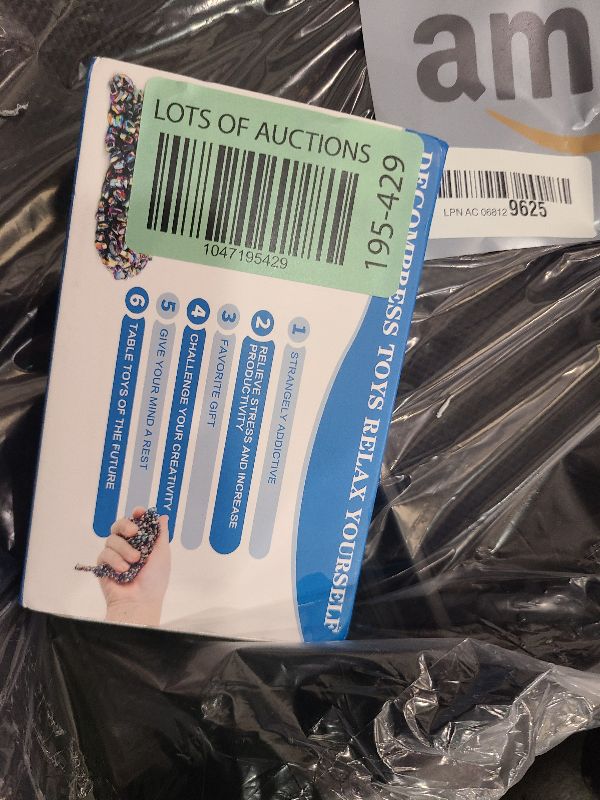 am
LPN AC 06812 9625
LOTS OF AUCTIONS
1047195429
195-429
DECOMPRESS TOYS RELAX YOURSELF
1 STRANGELY ADDICTIVE
2 RELIEVE STRESS AND INCREASE
PRODUCTIVITY
3 FAVORITE GIFT
4 CHALLENGE YOUR CREATIVITY
5 GIVE YOUR MIND A REST
6 TABLE TOYS OF THE FUTURE